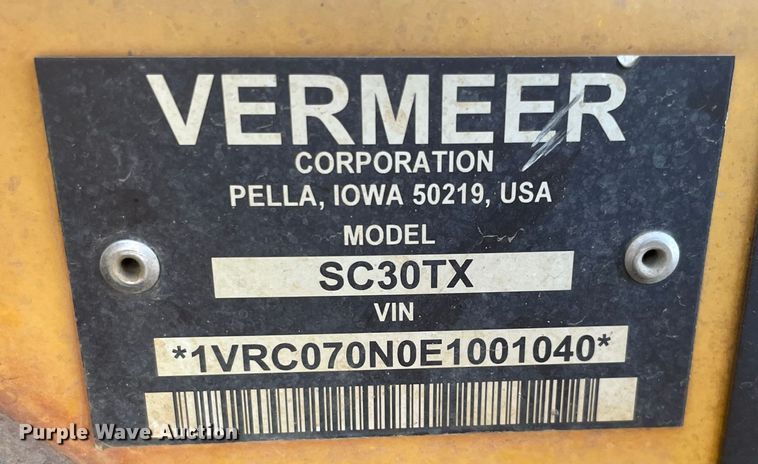 VERMEER
CORPORATION
PELLA, IOWA 50219, USA
MODEL
SC30TX
VIN
*1VRC070N0E1001040*
Purple Wave Auction